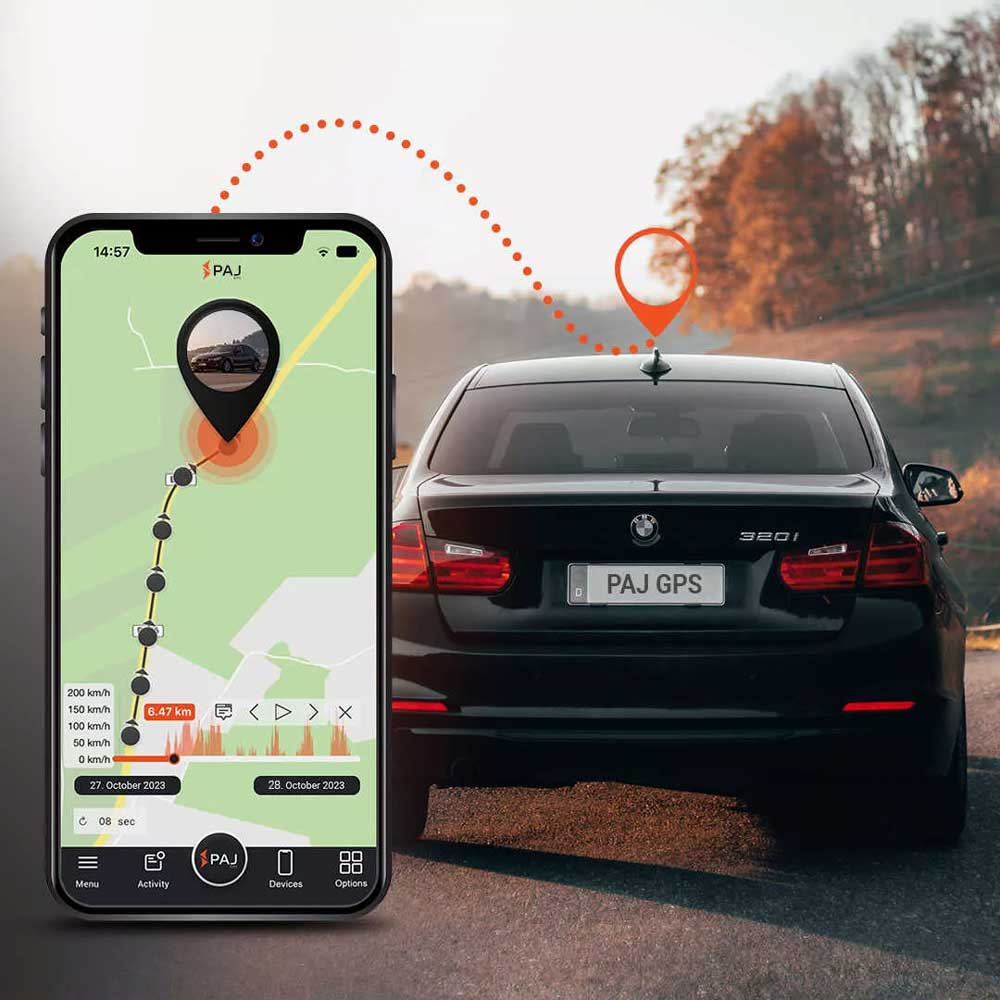 14:57
PAJ
200 km/h
150 km/h
100 km/h
50 km/h
0 km/h
6.47 km
27. October 2023
28. October 2023
08 sec
Menu
Activity
PAJ
Devices
Options
BMW
320i
D
PAJ GPS